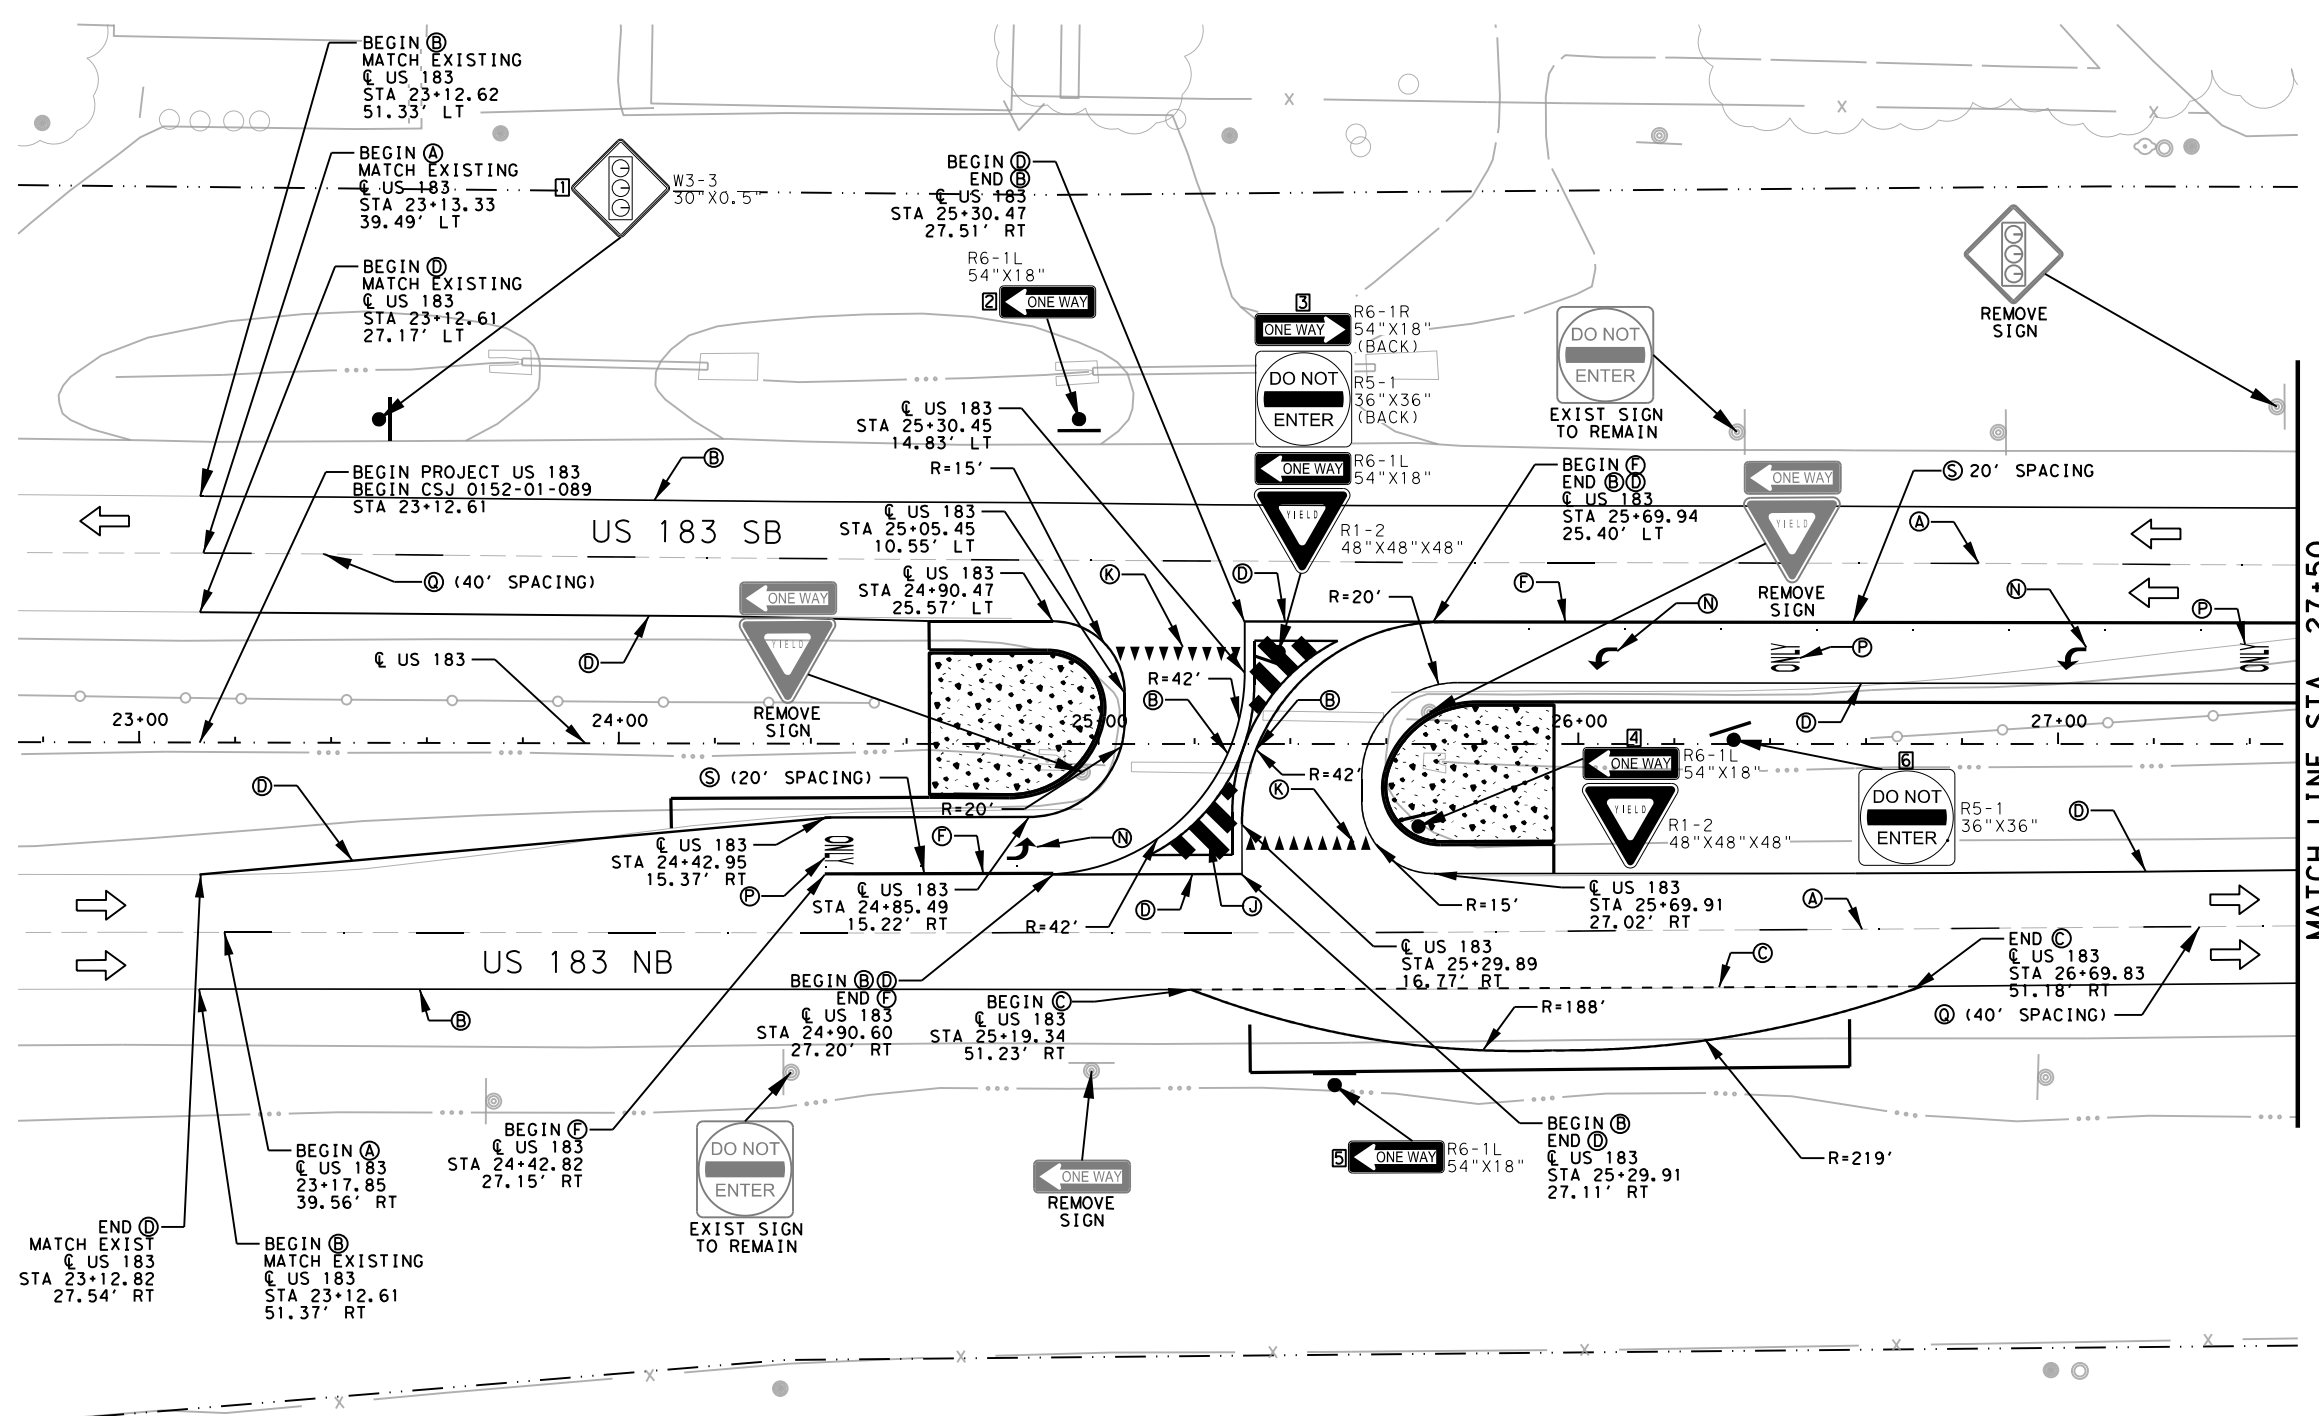 BEGIN Ⓑ
MATCH EXISTING
℄ US 183
STA 23+12.62
51.33' LT
BEGIN Ⓐ
MATCH EXISTING
℄ US 183
STA 23+13.33
39.49' LT
BEGIN Ⓓ
MATCH EXISTING
℄ US 183
STA 23+12.61
27.17' LT
1
W3-3
30"X0.5"
BEGIN Ⓓ
END Ⓑ
℄ US 183
STA 25+30.47
27.51' RT
R6-1L
54"X18"
2
ONE WAY
3
ONE WAY
R6-1R
54"X18"
(BACK)
DO NOT
ENTER
R5-1
36"X36"
(BACK)
ONE WAY
R6-1L
54"X18"
YIELD
R1-2
48"X48"X48"
DO NOT
ENTER
EXIST SIGN
TO REMAIN
REMOVE
SIGN
BEGIN PROJECT US 183
BEGIN CSJ 0152-01-089
STA 23+12.61
Ⓑ
℄ US 183
STA 25+30.45
14.83' LT
R=15'
℄ US 183
STA 25+05.45
10.55' LT
℄ US 183
STA 24+90.47
25.57' LT
BEGIN Ⓕ
END Ⓑ Ⓓ
℄ US 183
STA 25+69.94
25.40' LT
ONE WAY
YIELD
REMOVE
SIGN
Ⓢ 20' SPACING
Ⓐ
US 183 SB
Ⓠ (40' SPACING)
ONE WAY
YIELD
REMOVE
SIGN
Ⓚ
Ⓓ
R=20'
Ⓕ
Ⓝ
Ⓝ
Ⓟ
ONLY
Ⓟ
ONLY
℄ US 183
Ⓓ
R=42'
Ⓑ
Ⓑ
Ⓓ
23+00
24+00
25+00
26+00
27+00
MATCH LINE STA 27+50
Ⓓ
Ⓢ (20' SPACING)
R=20'
R=42'
Ⓚ
4
ONE WAY
R6-1L
54"X18"
YIELD
R1-2
48"X48"X48"
6
DO NOT
ENTER
R5-1
36"X36"
Ⓓ
℄ US 183
STA 24+42.95
15.37' RT
ONLY
Ⓟ
Ⓕ
Ⓝ
℄ US 183
STA 24+85.49
15.22' RT
R=42'
Ⓓ
Ⓙ
R=15'
℄ US 183
STA 25+69.91
27.02' RT
Ⓐ
US 183 NB
℄ US 183
STA 25+29.89
16.77' RT
Ⓒ
END Ⓒ
℄ US 183
STA 26+69.83
51.18' RT
Ⓠ (40' SPACING)
Ⓑ
BEGIN Ⓑ Ⓓ
END Ⓕ
℄ US 183
STA 24+90.60
27.20' RT
BEGIN Ⓒ
℄ US 183
STA 25+19.34
51.23' RT
R=188'
R=219'
BEGIN Ⓕ
℄ US 183
STA 24+42.82
27.15' RT
DO NOT
ENTER
EXIST SIGN
TO REMAIN
ONE WAY
REMOVE
SIGN
5
ONE WAY
R6-1L
54"X18"
BEGIN Ⓑ
END Ⓓ
℄ US 183
STA 25+29.91
27.11' RT
BEGIN Ⓐ
℄ US 183
23+17.85
39.56' RT
END Ⓓ
MATCH EXIST
℄ US 183
STA 23+12.82
27.54' RT
BEGIN Ⓑ
MATCH EXISTING
℄ US 183
STA 23+12.61
51.37' RT